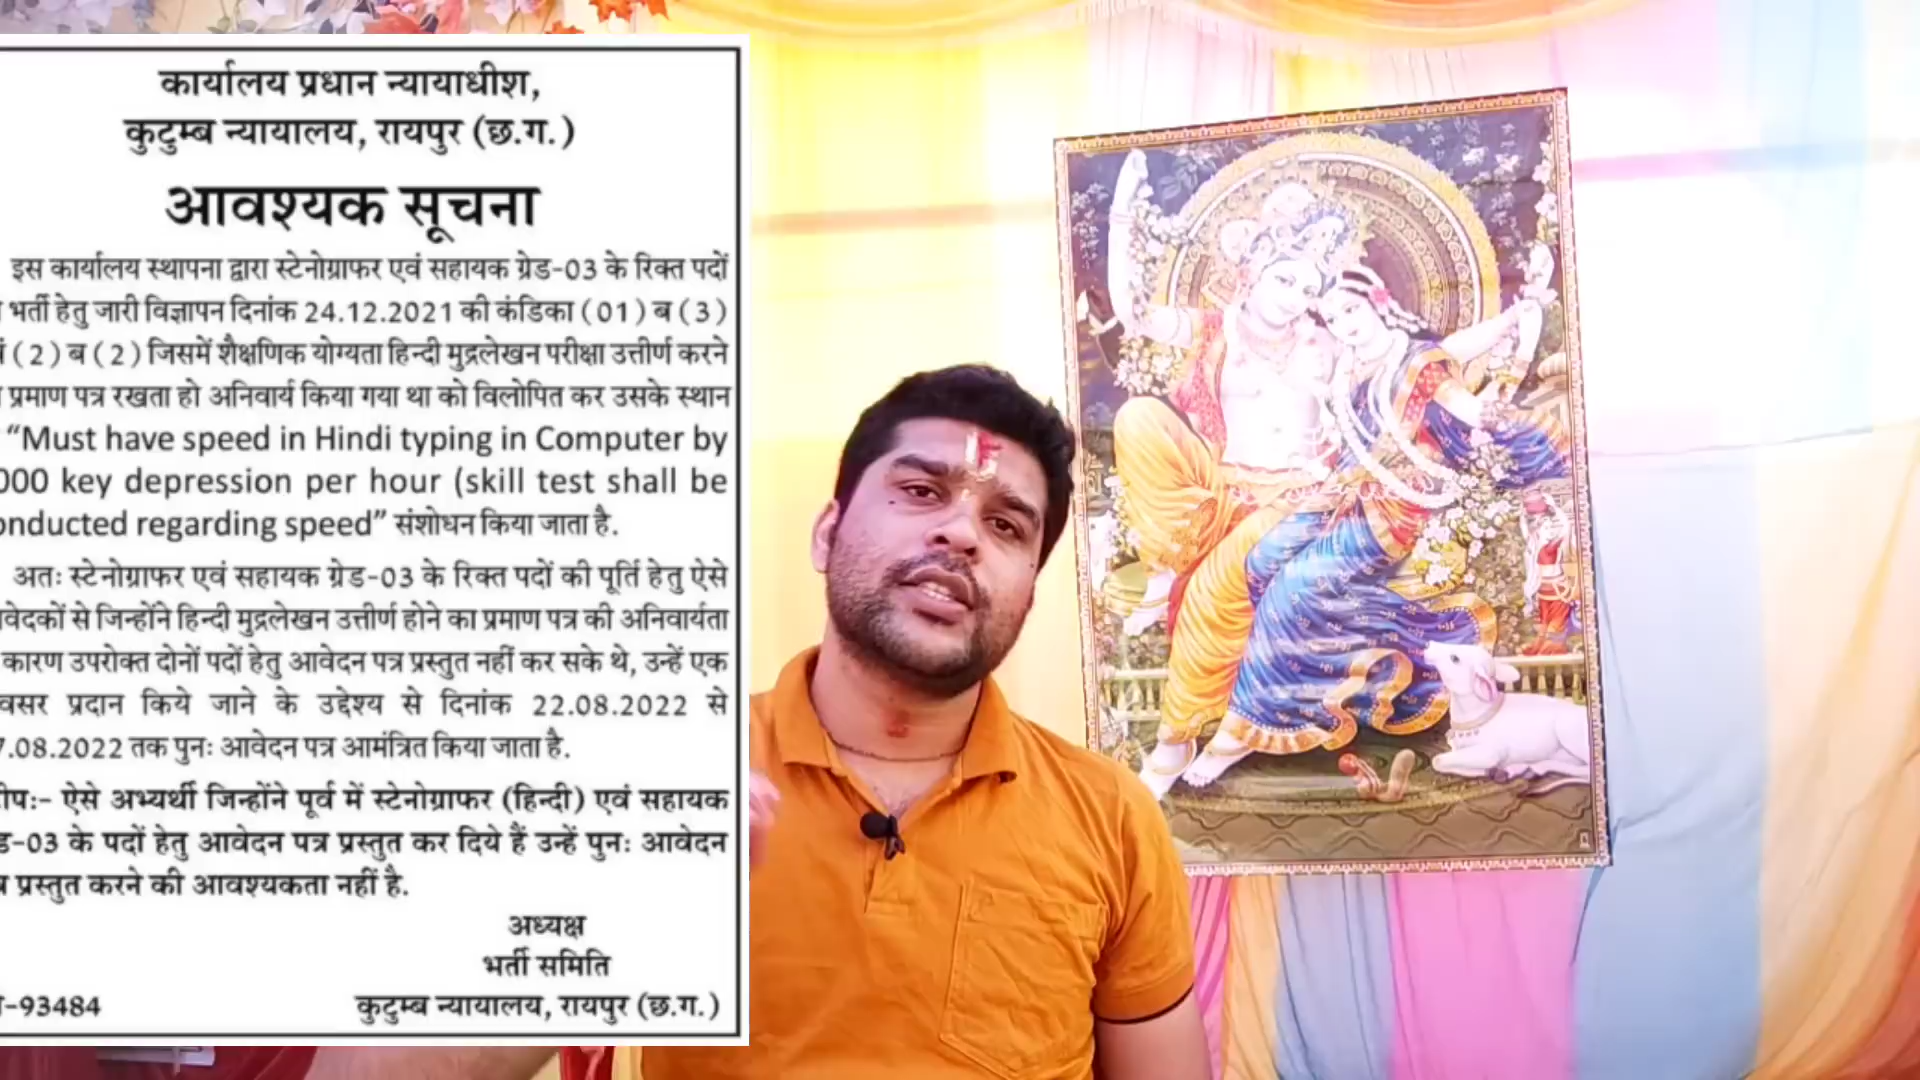 कार्यालय प्रधान न्यायाधीश,
कुटुम्ब न्यायालय, रायपुर (छ.ग.)
आवश्यक सूचना
इस कार्यालय स्थापना द्वारा स्टेनोग्राफर एवं सहायक ग्रेड-03 के रिक्त पदों
भर्ती हेतु जारी विज्ञापन दिनांक 24.12.2021 की कंडिका (01) ब (3)
(2) ब (2) जिसमें शैक्षणिक योग्यता हिन्दी मुद्रलेखन परीक्षा उत्तीर्ण करने
प्रमाण पत्र रखता हो अनिवार्य किया गया था को विलोपित कर उसके स्थान
“Must have speed in Hindi typing in Computer by
000 key depression per hour (skill test shall be
onducted regarding speed” संशोधन किया जाता है.
अतः स्टेनोग्राफर एवं सहायक ग्रेड-03 के रिक्त पदों की पूर्ति हेतु ऐसे
वेदकों से जिन्होंने हिन्दी मुद्रलेखन उत्तीर्ण होने का प्रमाण पत्र की अनिवार्यता
कारण उपरोक्त दोनों पदों हेतु आवेदन पत्र प्रस्तुत नहीं कर सके थे, उन्हें एक
वसर प्रदान किये जाने के उद्देश्य से दिनांक 22.08.2022 से
7.08.2022 तक पुनः आवेदन पत्र आमंत्रित किया जाता है.
ीपः- ऐसे अभ्यर्थी जिन्होंने पूर्व में स्टेनोग्राफर (हिन्दी) एवं सहायक
ड-03 के पदों हेतु आवेदन पत्र प्रस्तुत कर दिये हैं उन्हें पुनः आवेदन
प्रस्तुत करने की आवश्यकता नहीं है.
अध्यक्ष
भर्ती समिति
-93484 कुटुम्ब न्यायालय, रायपुर (छ.ग.)